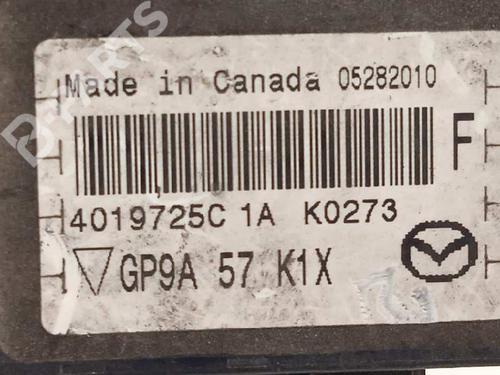 Made in Canada 05282010
F
4019725C 1A K0273
GP9A 57 K1X